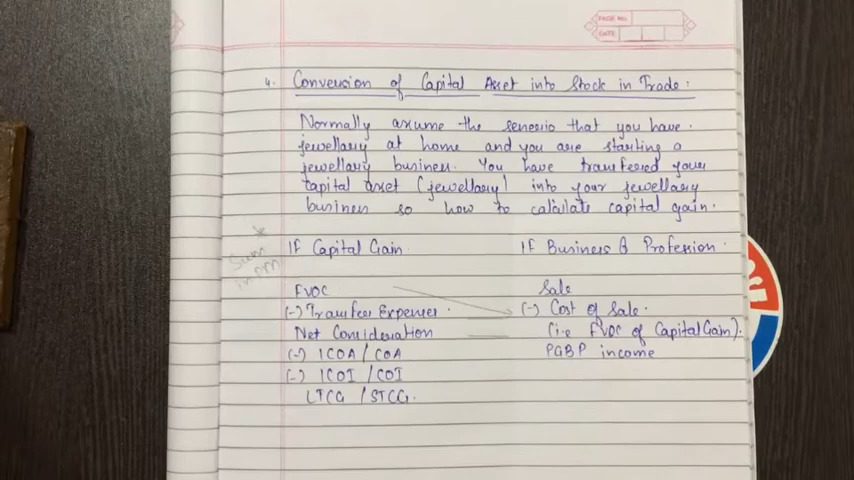 PAGE NO.
DATE
4. Conversion of Capital Asset into Stock in Trade:
Normally assume the senerio that you have
jewellary at home and you are starting a
jewellary business. You have transfered your
capital asset (jewellary) into your jewellary
business so how to calculate capital gain.
* Sum in PM
IF Capital Gain.
IF Business & Profession.
FVOC
(-) Transfer Expenses.
Net Consideration
(-) ICOA / COA
(-) ICOI / COI
LTCG / STCG.
Sale
(-) Cost of Sale.
(i.e FVOC of Capital Gain).
PGBP income